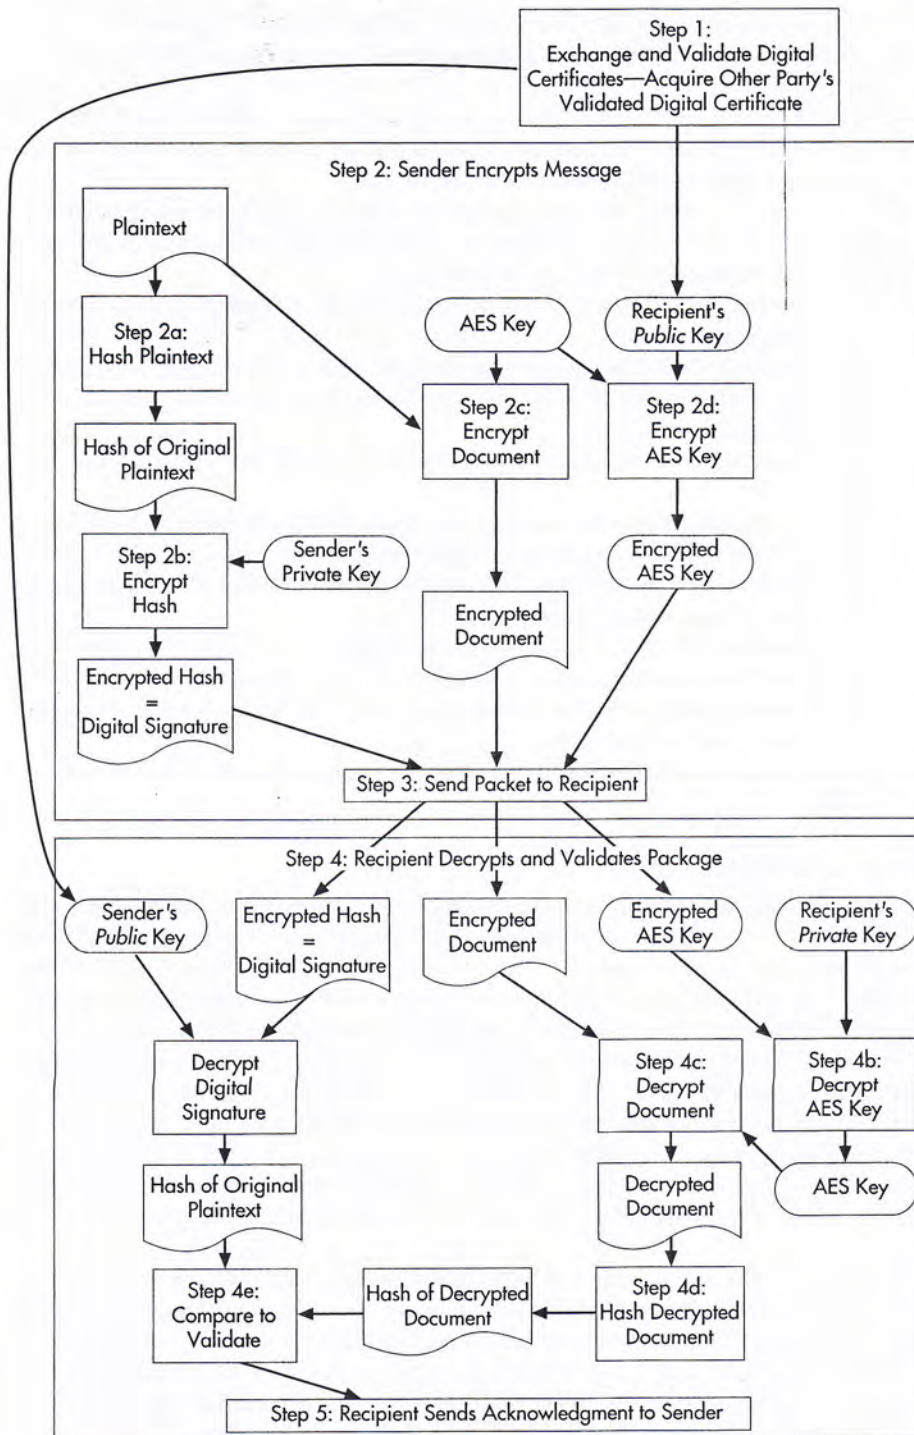 Step 1:
Exchange and Validate Digital
Certificates—Acquire Other Party's
Validated Digital Certificate
Step 2: Sender Encrypts Message
Plaintext
Step 2a:
Hash Plaintext
Hash of Original
Plaintext
Step 2b:
Encrypt
Hash
Sender's
Private Key
Encrypted Hash
=
Digital Signature
AES Key
Recipient's
Public Key
Step 2c:
Encrypt
Document
Step 2d:
Encrypt
AES Key
Encrypted
Document
Encrypted
AES Key
Step 3: Send Packet to Recipient
Step 4: Recipient Decrypts and Validates Package
Sender's
Public Key
Encrypted Hash
=
Digital Signature
Encrypted
Document
Encrypted
AES Key
Recipient's
Private Key
Decrypt
Digital
Signature
Step 4c:
Decrypt
Document
Step 4b:
Decrypt
AES Key
Hash of Original
Plaintext
Decrypted
Document
AES Key
Step 4e:
Compare to
Validate
Hash of Decrypted
Document
Step 4d:
Hash Decrypted
Document
Step 5: Recipient Sends Acknowledgment to Sender